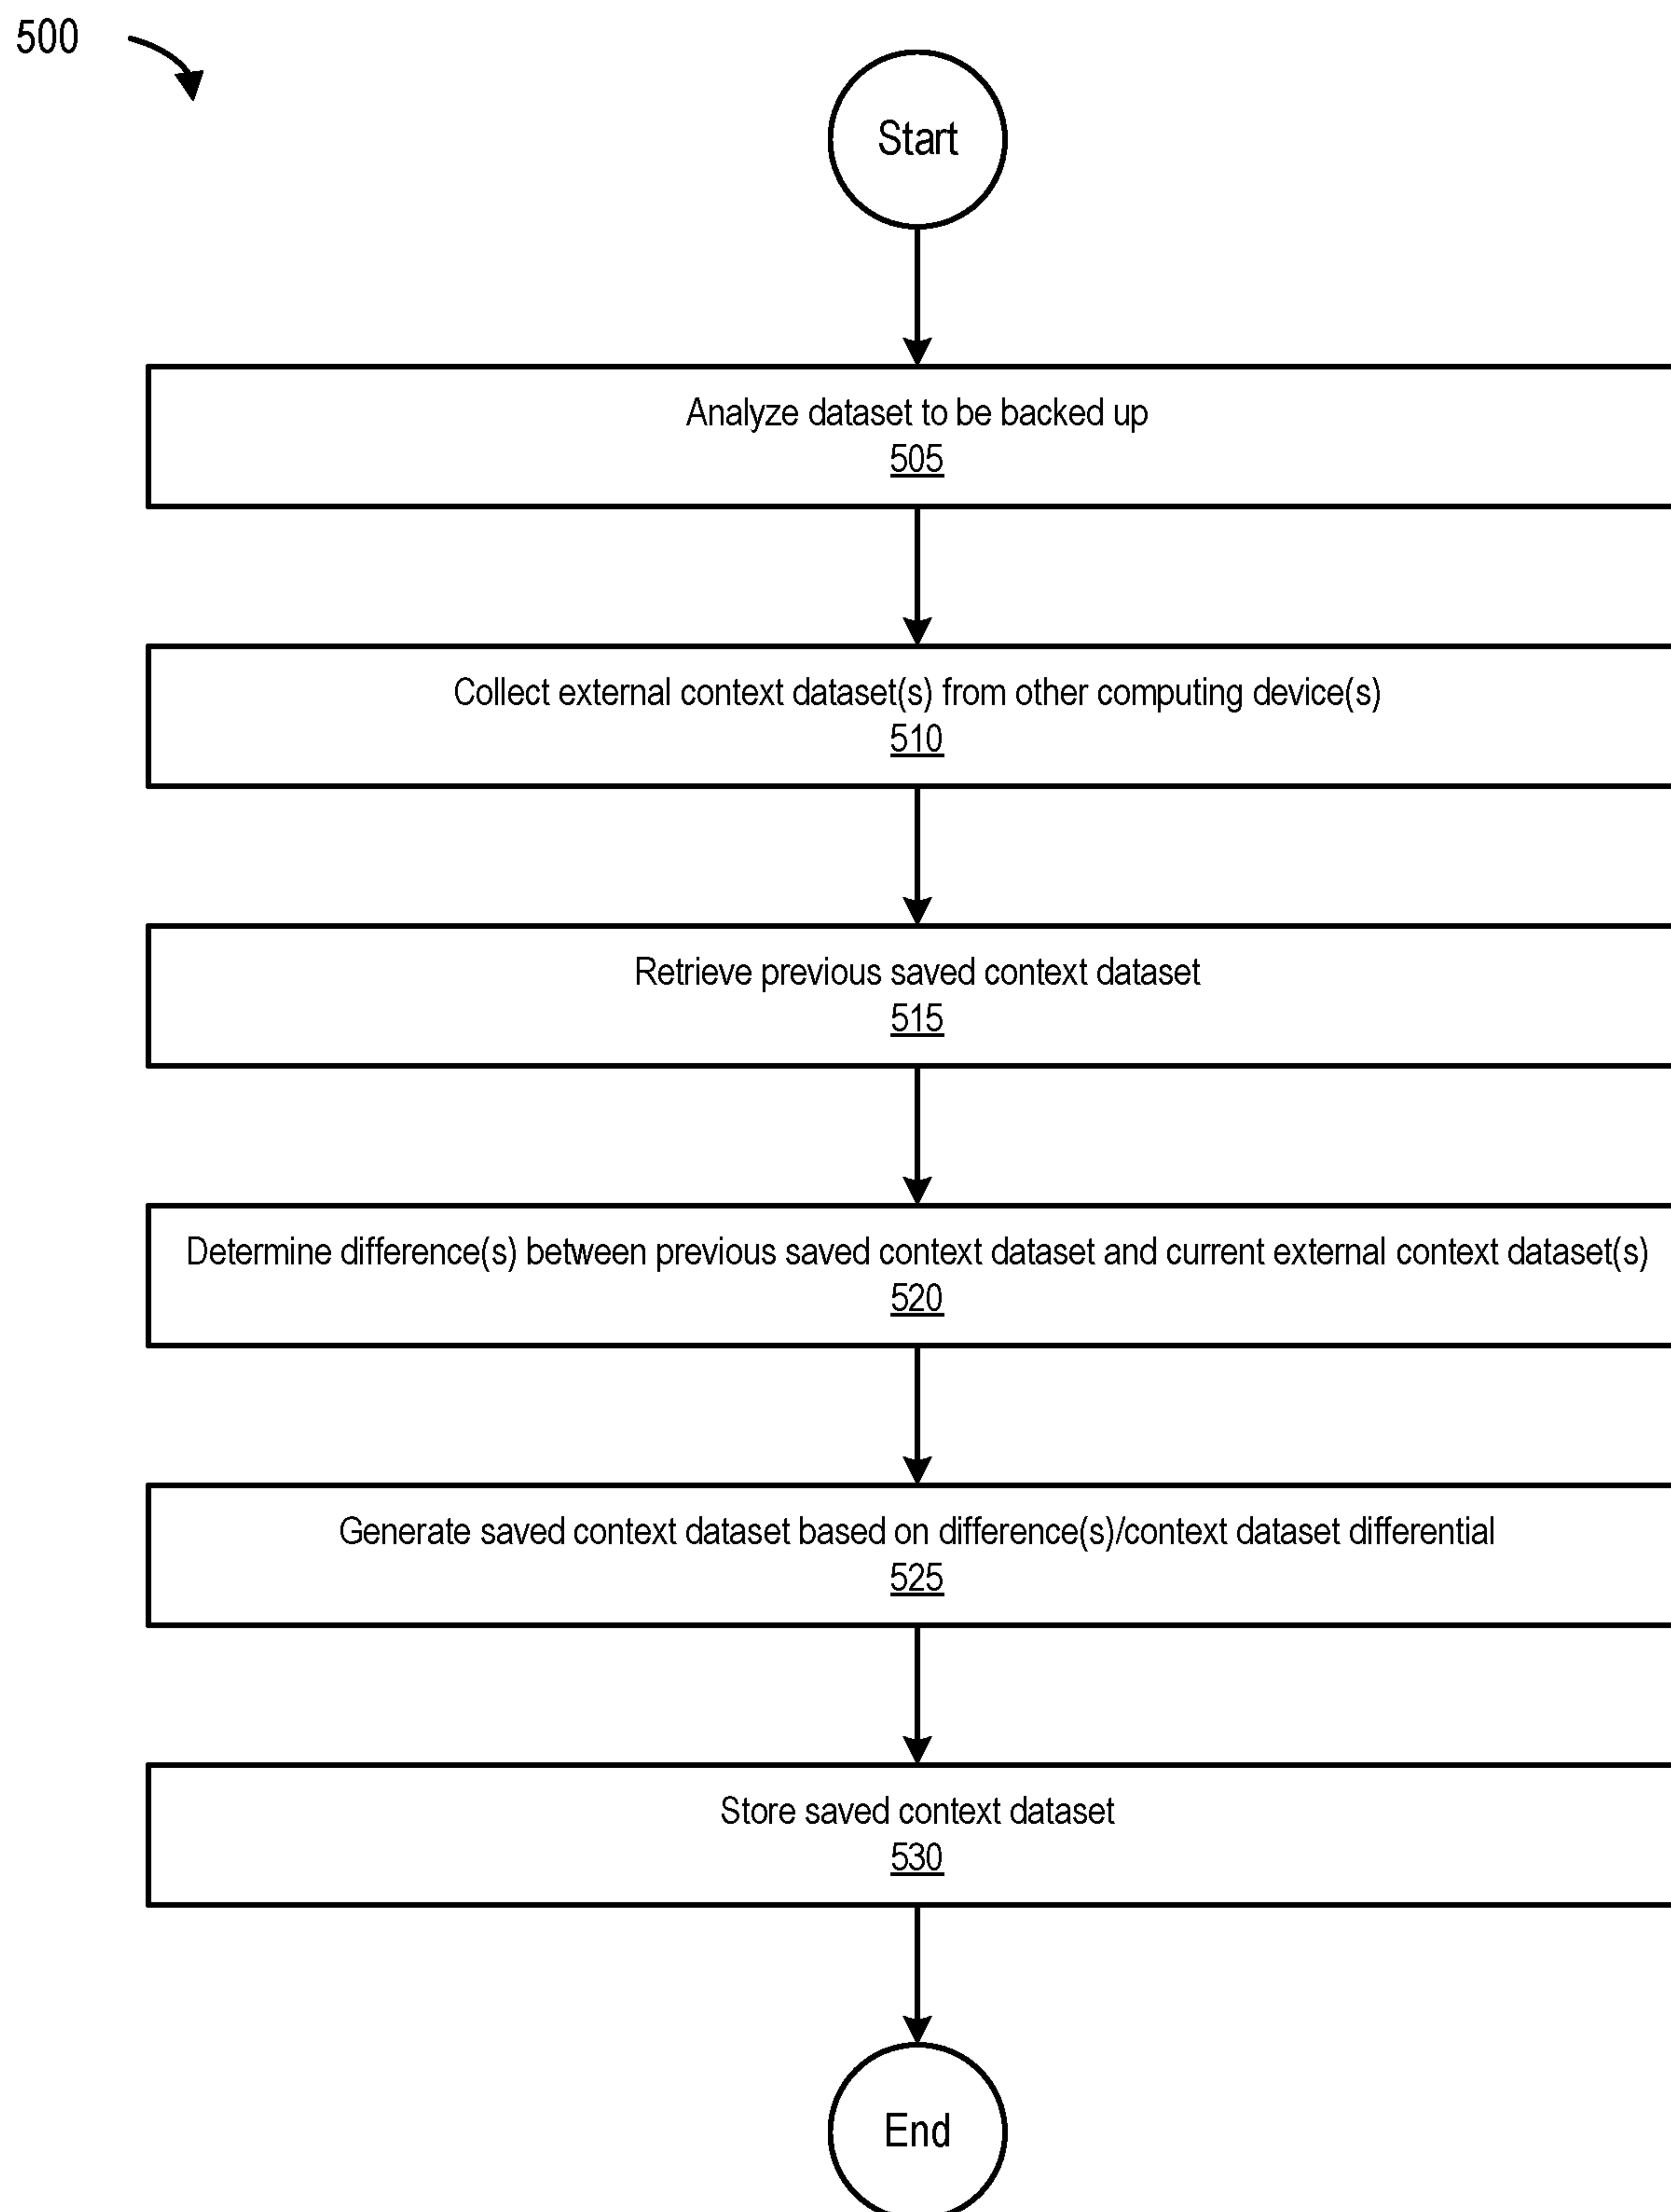 500
Start
Analyze dataset to be backed up
505
Collect external context dataset(s) from other computing device(s)
510
Retrieve previous saved context dataset
515
Determine difference(s) between previous saved context dataset and current external context dataset(s)
520
Generate saved context dataset based on difference(s)/context dataset differential
525
Store saved context dataset
530
End